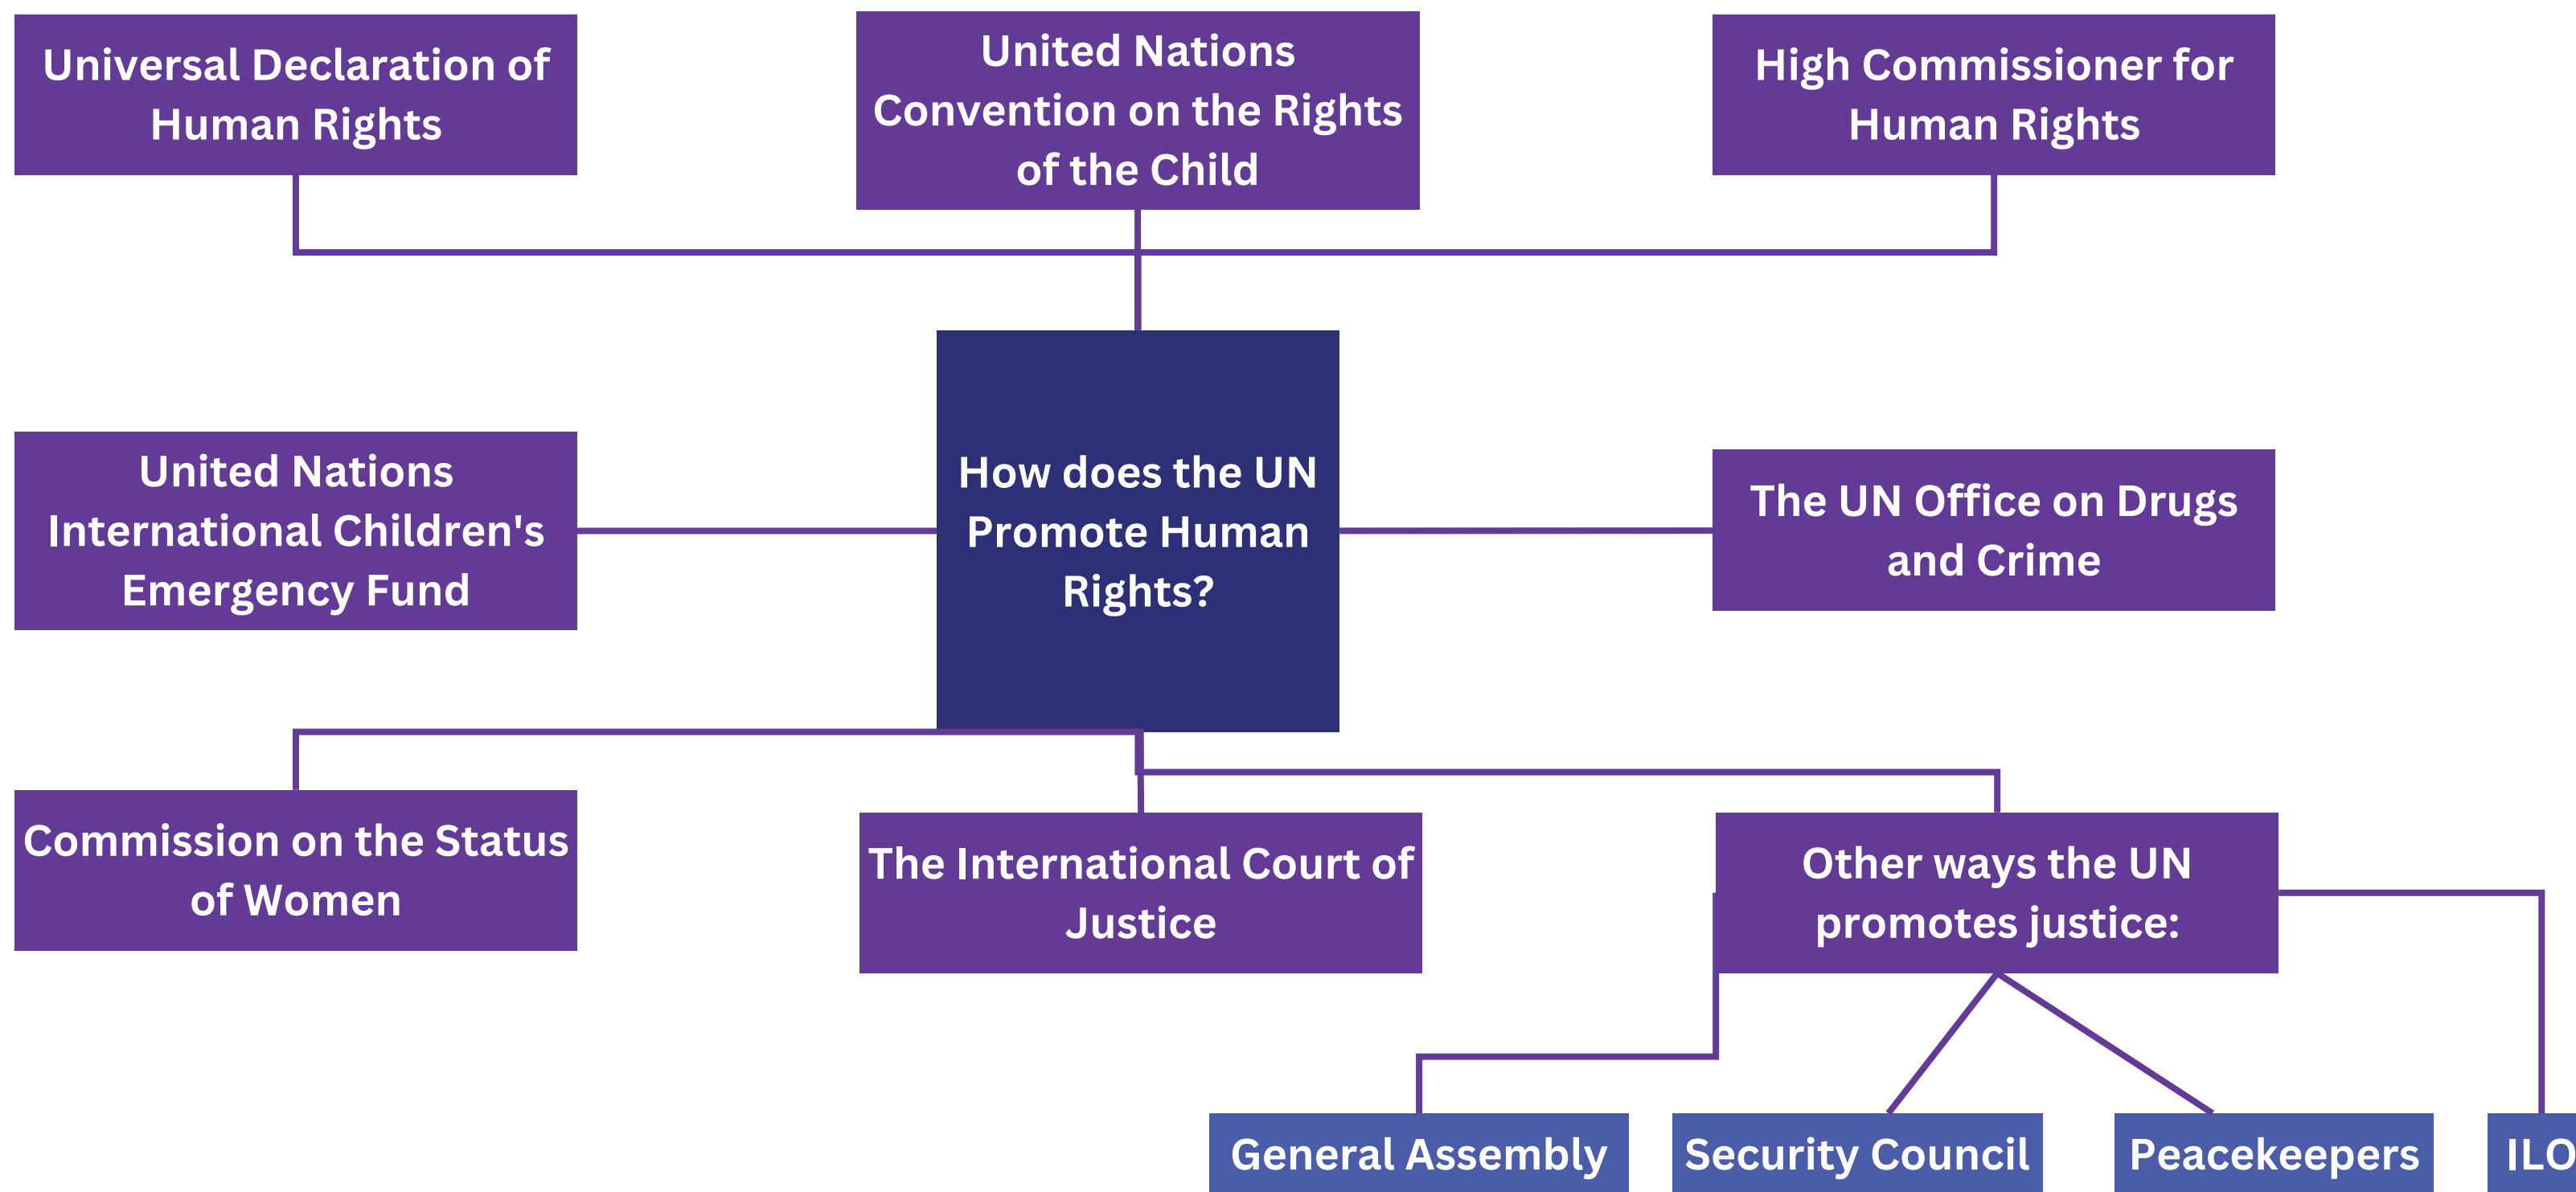 Universal Declaration of
Human Rights
United Nations
Convention on the Rights
of the Child
High Commissioner for
Human Rights
United Nations
International Children's
Emergency Fund
How does the UN
Promote Human
Rights?
The UN Office on Drugs
and Crime
Commission on the Status
of Women
The International Court of
Justice
Other ways the UN
promotes justice:
General Assembly
Security Council
Peacekeepers
ILO